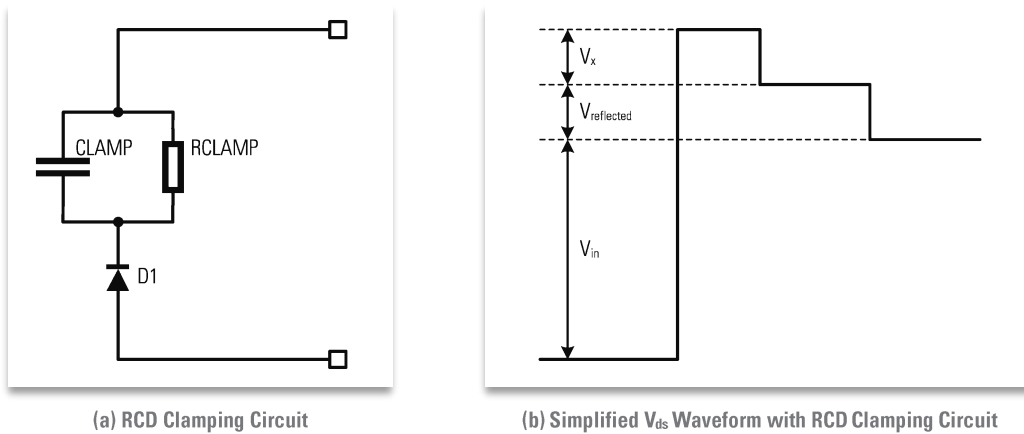 CLAMP
RCLAMP
D1
(a) RCD Clamping Circuit
Vx
Vreflected
Vin
(b) Simplified Vds Waveform with RCD Clamping Circuit